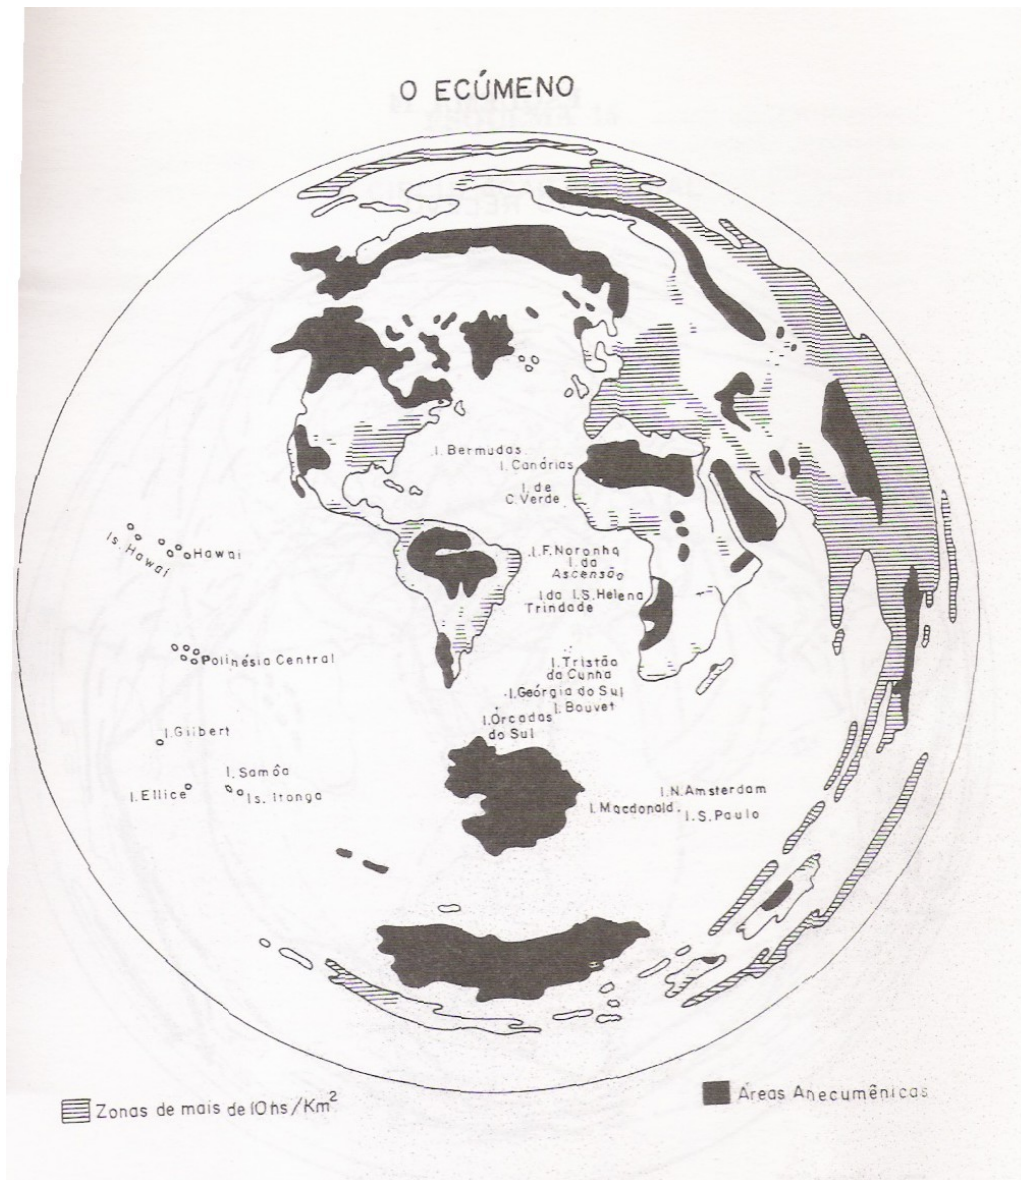 O ECÚMENO
I. Bermudas
I. Canárias
I. de
C. Verde
Is. Hawai
Hawai
I. F. Noronha
I. da
Ascensão
I da
Trindade
I. S. Helena
Polinésia Central
I. Tristão
da Cunha
I. Geórgia do Sul
I. Bouvet
I. Órcadas
do Sul
I. Gilbert
I. Samôa
I. Ellice
Is. Itonga
I. N. Amsterdam
I. Macdonald
I. S. Paulo
Zonas de mais de 10hs/Km²
Áreas Anecumênicas